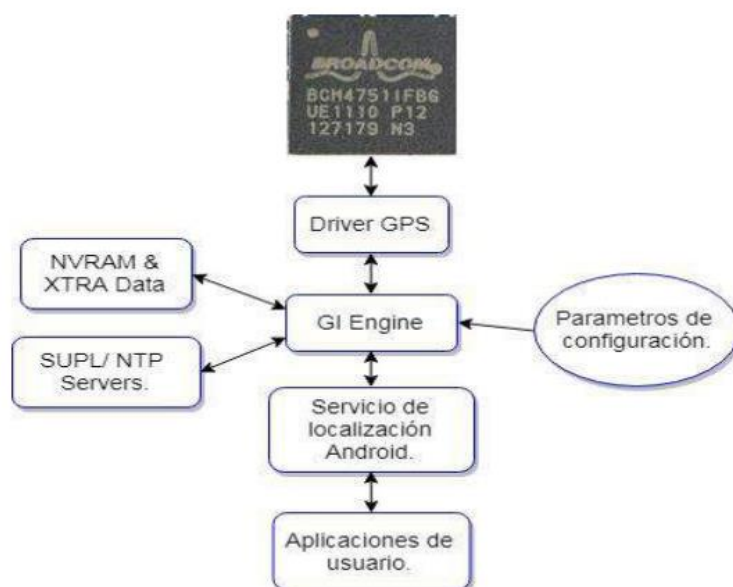 BROADCOM
BCM4751IFBG
UE1110 P12
127179 N3
Driver GPS
NVRAM &
XTRA Data
GI Engine
Parametros de
configuración.
SUPL/ NTP
Servers.
Servicio de
localización
Android.
Aplicaciones de
usuario.